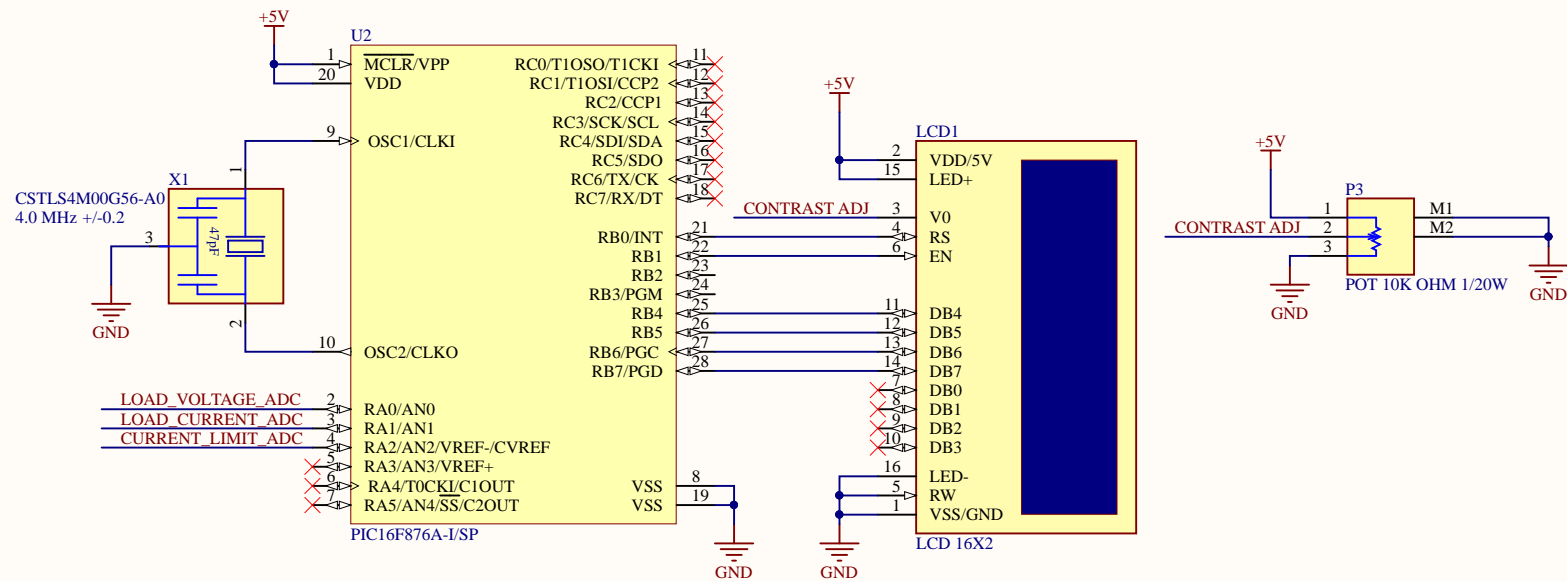 +5V
U2
1
MCLR/VPP
20
VDD
9
OSC1/CLKI
X1
CSTLS4M00G56-A0
4.0 MHz +/-0.2
1
3
47pF
2
GND
10
OSC2/CLKO
LOAD_VOLTAGE_ADC
2
RA0/AN0
LOAD_CURRENT_ADC
3
RA1/AN1
CURRENT_LIMIT_ADC
4
RA2/AN2/VREF-/CVREF
5
RA3/AN3/VREF+
6
RA4/T0CKI/C1OUT
7
RA5/AN4/SS/C2OUT
PIC16F876A-I/SP
RC0/T1OSO/T1CKI
11
RC1/T1OSI/CCP2
12
RC2/CCP1
13
RC3/SCK/SCL
14
RC4/SDI/SDA
15
RC5/SDO
16
RC6/TX/CK
17
RC7/RX/DT
18
RB0/INT
21
RB1
22
RB2
23
RB3/PGM
24
RB4
25
RB5
26
RB6/PGC
27
RB7/PGD
28
VSS
8
VSS
19
GND
+5V
LCD1
2
VDD/5V
15
LED+
CONTRAST ADJ
3
V0
4
RS
6
EN
11
DB4
12
DB5
13
DB6
14
DB7
7
DB0
8
DB1
9
DB2
10
DB3
16
LED-
5
RW
1
VSS/GND
LCD 16X2
GND
+5V
P3
1
CONTRAST ADJ
2
3
M1
M2
POT 10K OHM 1/20W
GND
GND